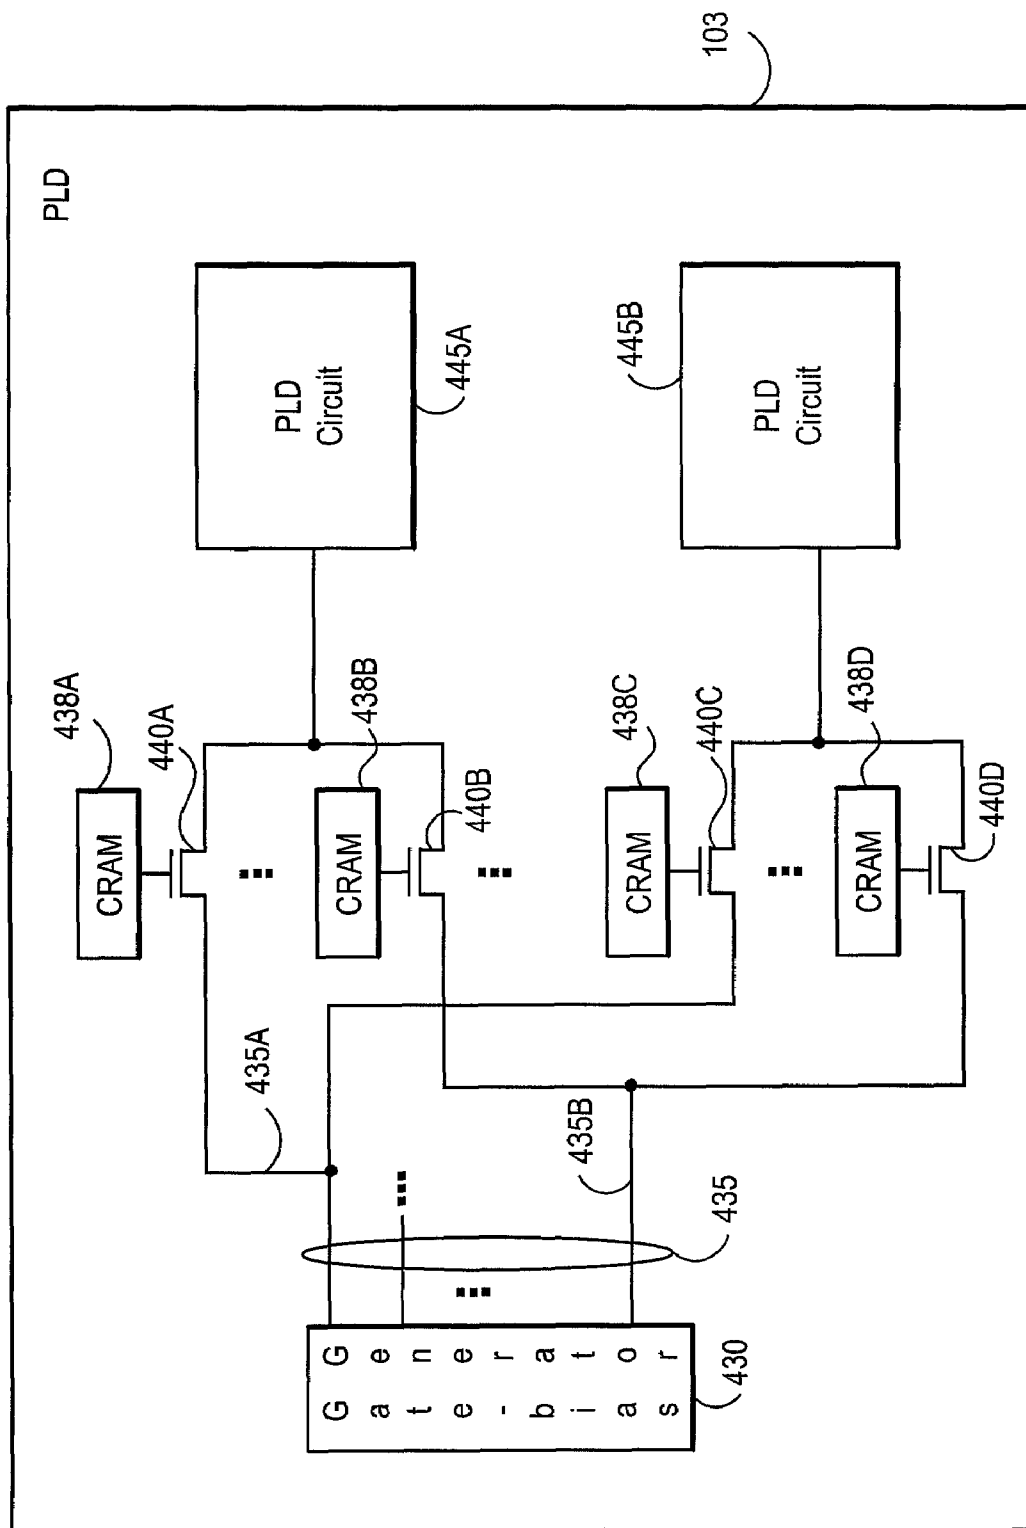 103
PLD
PLD
Circuit
445A
PLD
Circuit
445B
438A
CRAM
440A
438B
CRAM
440B
438C
CRAM
440C
438D
CRAM
440D
435A
435B
435
Gate-bias
Generator
430